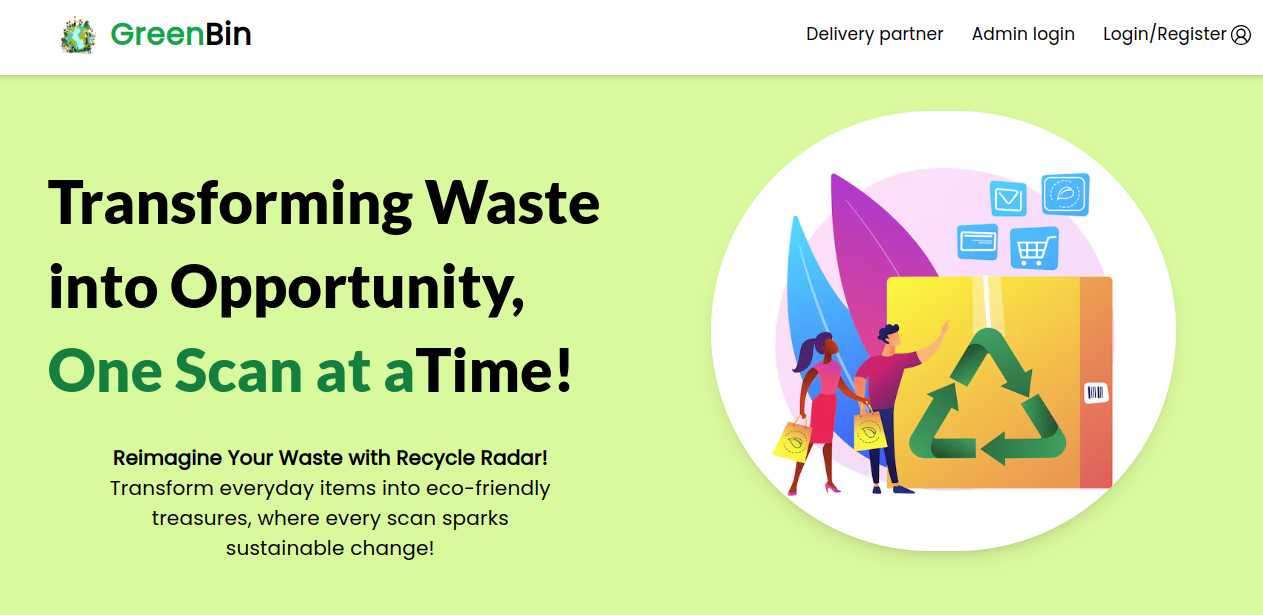 GreenBin
Delivery partner
Admin login
Login/Register
Transforming Waste
into Opportunity,
One Scan at aTime!
Reimagine Your Waste with Recycle Radar!
Transform everyday items into eco-friendly
treasures, where every scan sparks
sustainable change!